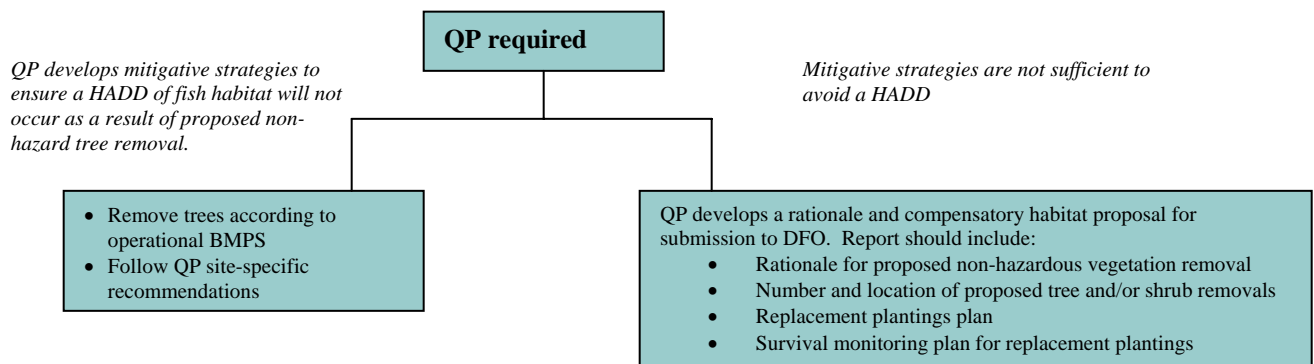 QP required
QP develops mitigative strategies to
ensure a HADD of fish habitat will not
occur as a result of proposed non-
hazard tree removal.
Mitigative strategies are not sufficient to
avoid a HADD
• Remove trees according to
operational BMPS
• Follow QP site-specific
recommendations
QP develops a rationale and compensatory habitat proposal for
submission to DFO. Report should include:
• Rationale for proposed non-hazardous vegetation removal
• Number and location of proposed tree and/or shrub removals
• Replacement plantings plan
• Survival monitoring plan for replacement plantings